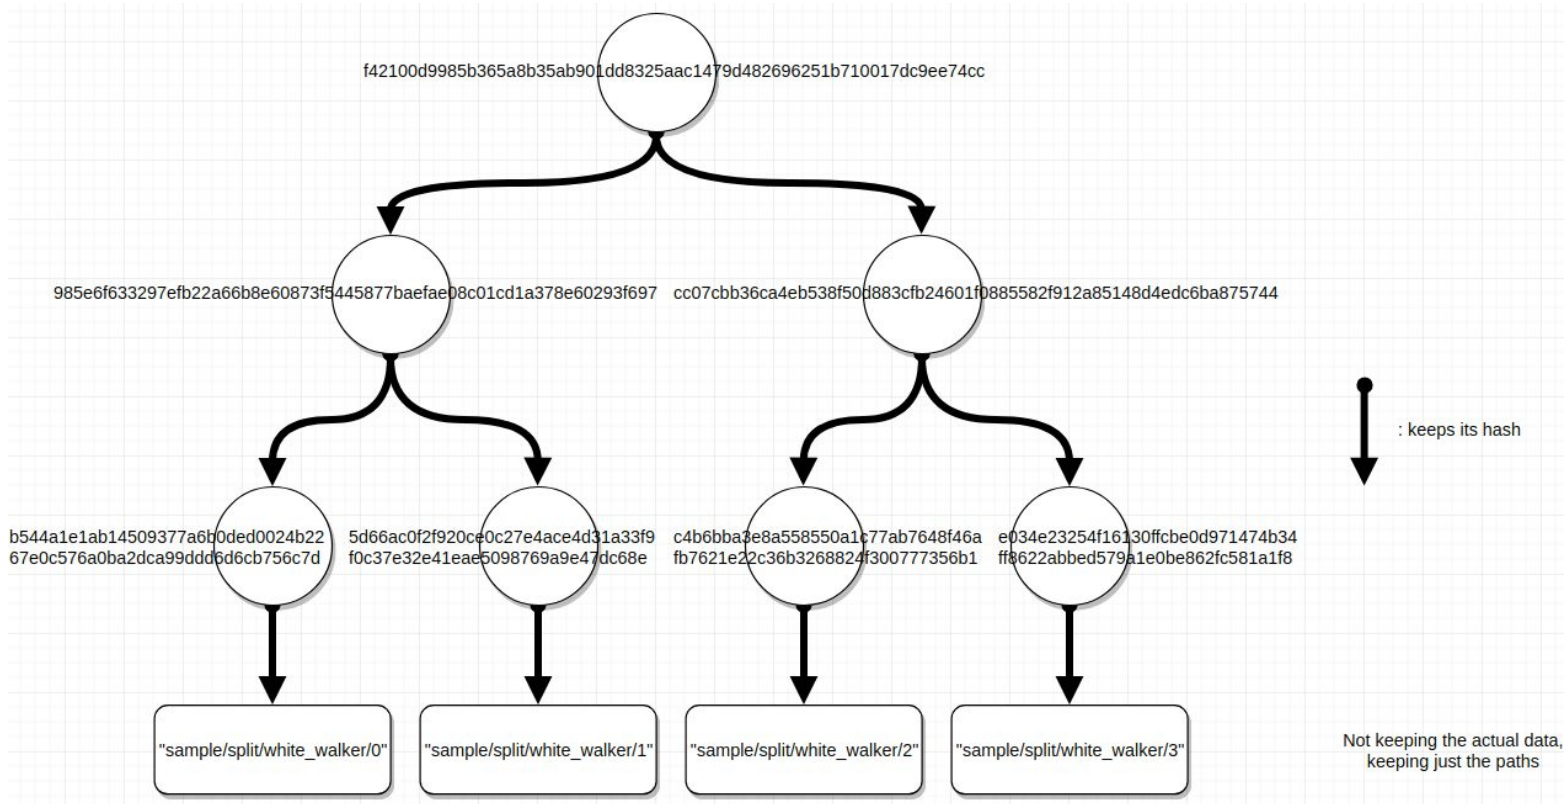 f42100d9985b365a8b35ab901dd8325aac1479d482696251b710017dc9ee74cc
985e6f633297efb22a66b8e60873f5445877baefae08c01cd1a378e60293f697
cc07cbb36ca4eb538f50d883cfb24601f0885582f912a85148d4edc6ba875744
: keeps its hash
b544a1e1ab14509377a6b0ded0024b22
67e0c576a0ba2dca99ddd6d6cb756c7d
5d66ac0f2f920ce0c27e4ace4d31a33f9
f0c37e32e41eae5098769a9e47dc68e
c4b6bba3e8a558550a1c77ab7648f46a
fb7621e22c36b3268824f300777356b1
e034e23254f16130ffcbe0d971474b34
ff8622abbed579a1e0be862fc581a1f8
"sample/split/white_walker/0"
"sample/split/white_walker/1"
"sample/split/white_walker/2"
"sample/split/white_walker/3"
Not keeping the actual data,
keeping just the paths